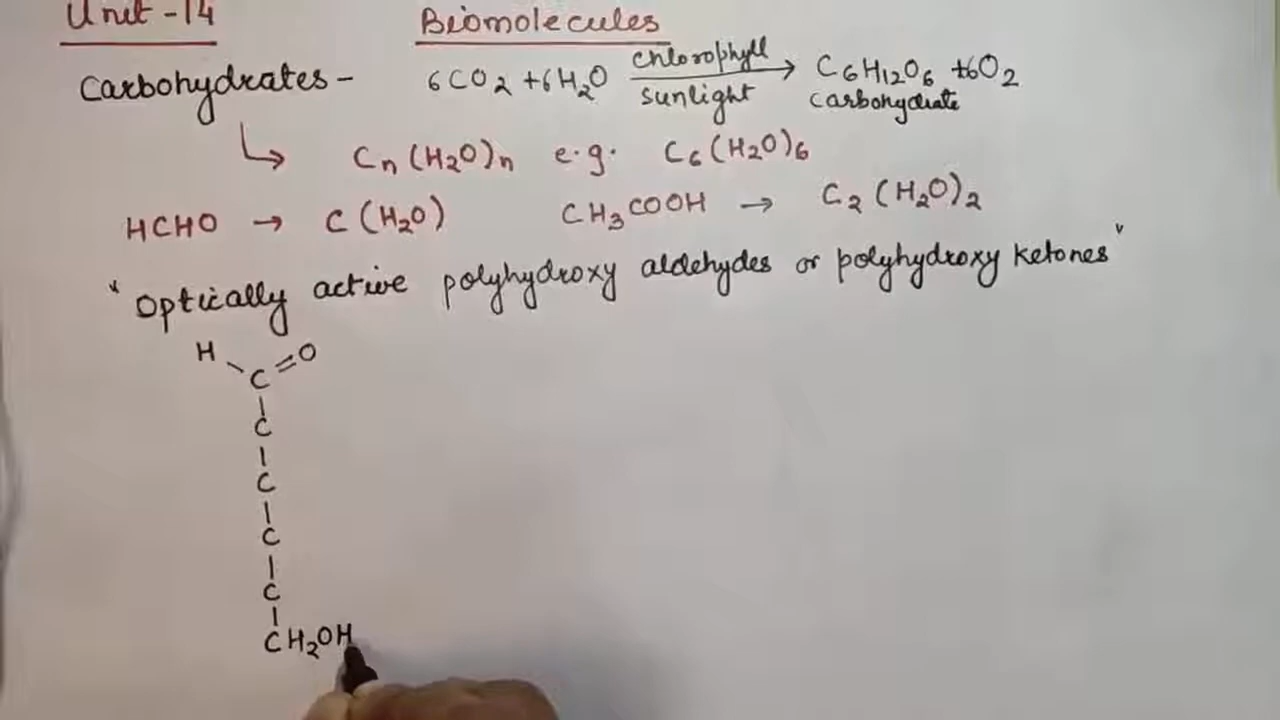 Unit -14 Biomolecules
Carbohydrates - 6CO2 +6H2O chlorophyll sunlight → C6H12O6 +6O2
carbohydrate
↳ Cn(H2O)n e.g. C6(H2O)6
HCHO → C(H2O) CH3COOH → C2(H2O)2
"Optically active polyhydroxy aldehydes or polyhydroxy ketones"
H O
C
C
C
C
C
CH2OH